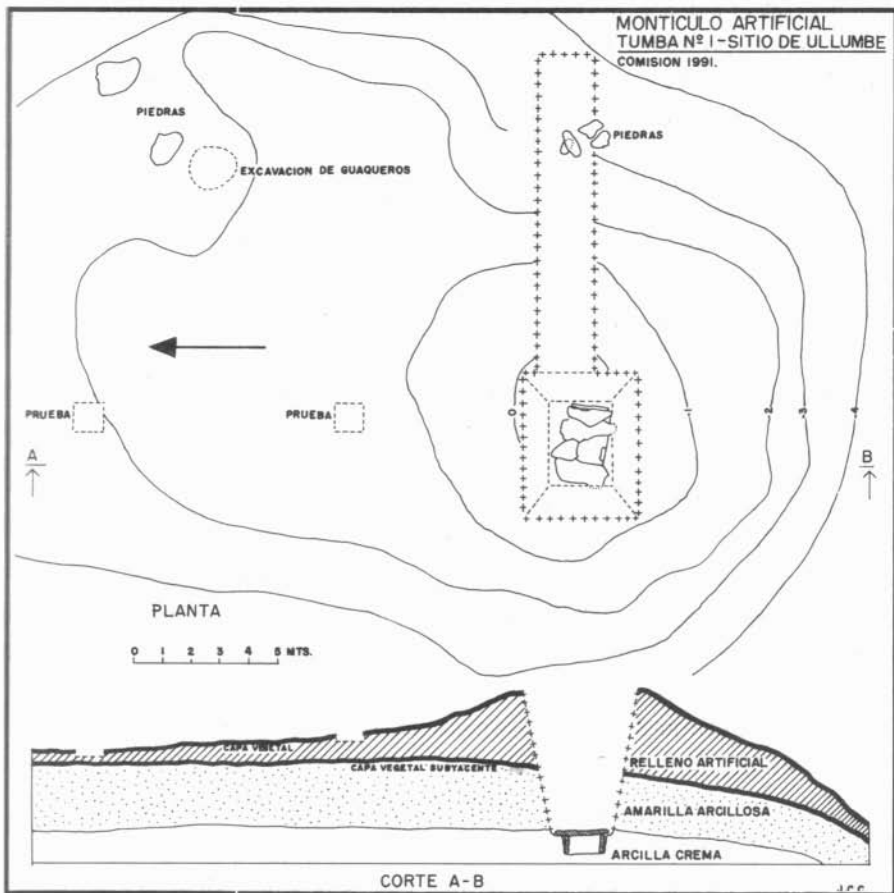 MONTICULO ARTIFICIAL
TUMBA Nº 1-SITIO DE ULLUMBE
COMISION 1991.
PIEDRAS
PIEDRAS
EXCAVACION DE GUAQUEROS
PRUEBA
PRUEBA
0
-1
2
-3
-4
A
B
PLANTA
0 1 2 3 4 5 MTS.
CAPA VEGETAL
CAPA VEGETAL SUBYACENTE
RELLENO ARTIFICIAL
AMARILLA ARCILLOSA
ARCILLA CREMA
CORTE A-B